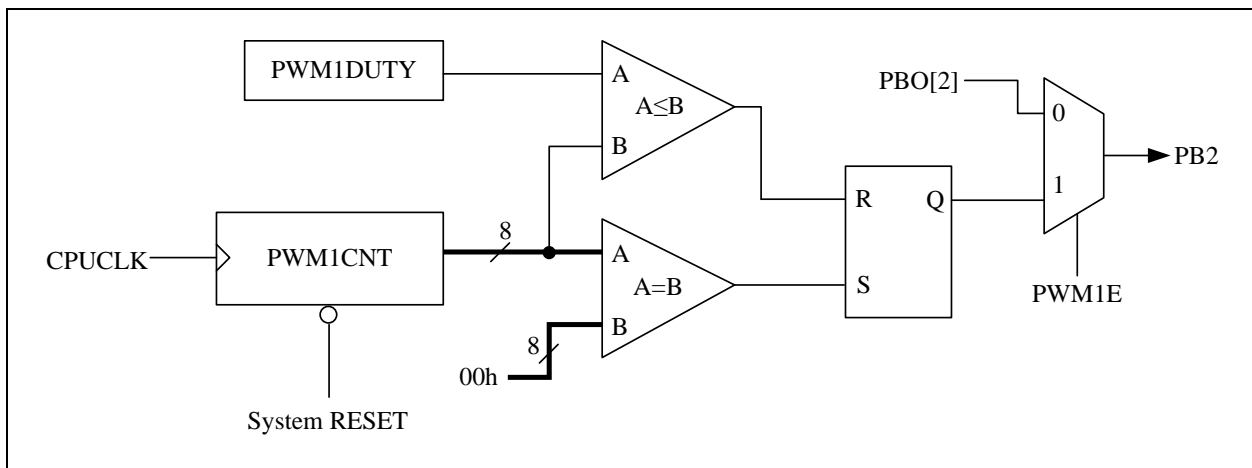 PWM1DUTY
A
A≤B
B
PBO[2]
0
1
PB2
PWM1E
R
Q
S
CPUCLK
PWM1CNT
8
A
A=B
B
8
00h
System RESET